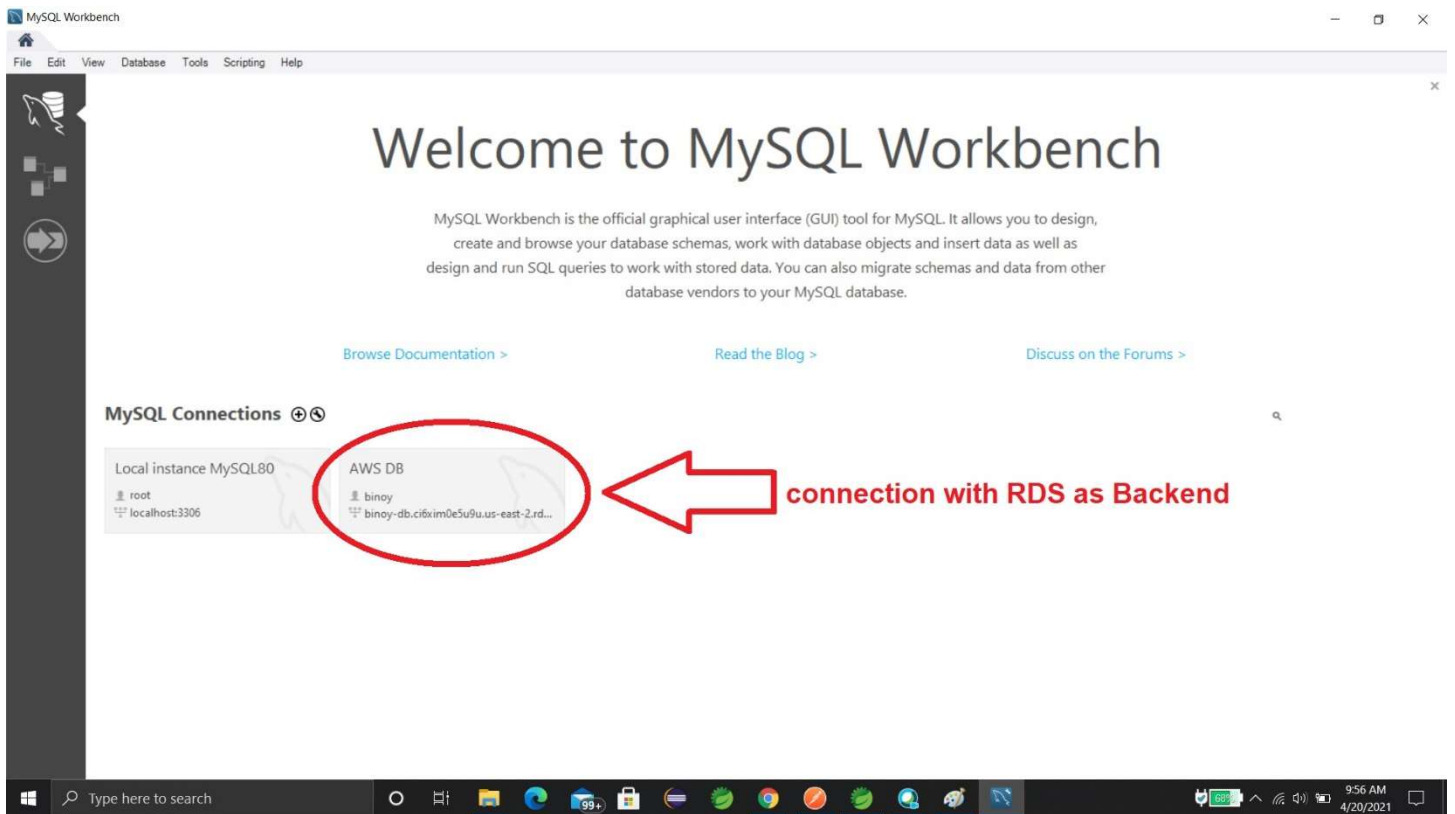 MySQL Workbench
File Edit View Database Tools Scripting Help
Welcome to MySQL Workbench
MySQL Workbench is the official graphical user interface (GUI) tool for MySQL. It allows you to design,
create and browse your database schemas, work with database objects and insert data as well as
design and run SQL queries to work with stored data. You can also migrate schemas and data from other
database vendors to your MySQL database.
Browse Documentation > Read the Blog > Discuss on the Forums >
MySQL Connections
Local instance MySQL80
root
localhost:3306
AWS DB
binoy
binoy-db.ci6xim0e5u9u.us-east-2.rd...
connection with RDS as Backend
Type here to search
99+
68%
9:56 AM
4/20/2021